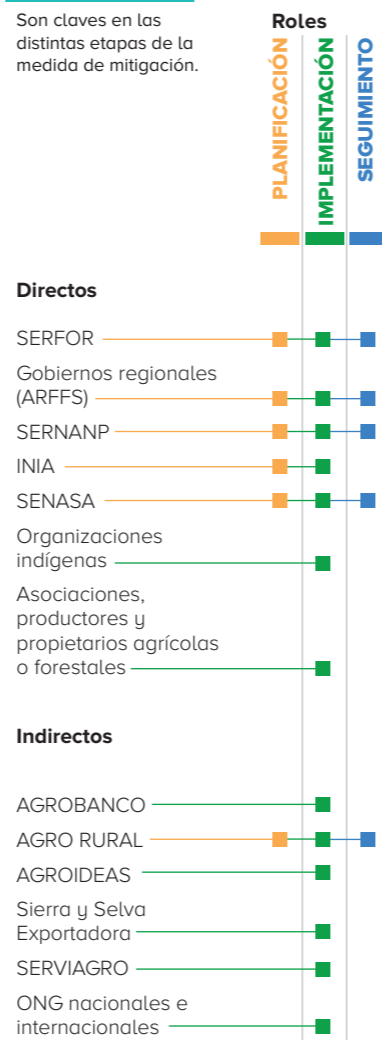 Son claves en las
distintas etapas de la
medida de mitigación.
Roles
PLANIFICACIÓN
IMPLEMENTACIÓN
SEGUIMIENTO
Directos
SERFOR
Gobiernos regionales
(ARFFS)
SERNANP
INIA
SENASA
Organizaciones
indígenas
Asociaciones,
productores y
propietarios agrícolas
o forestales
Indirectos
AGROBANCO
AGRO RURAL
AGROIDEAS
Sierra y Selva
Exportadora
SERVIAGRO
ONG nacionales e
internacionales